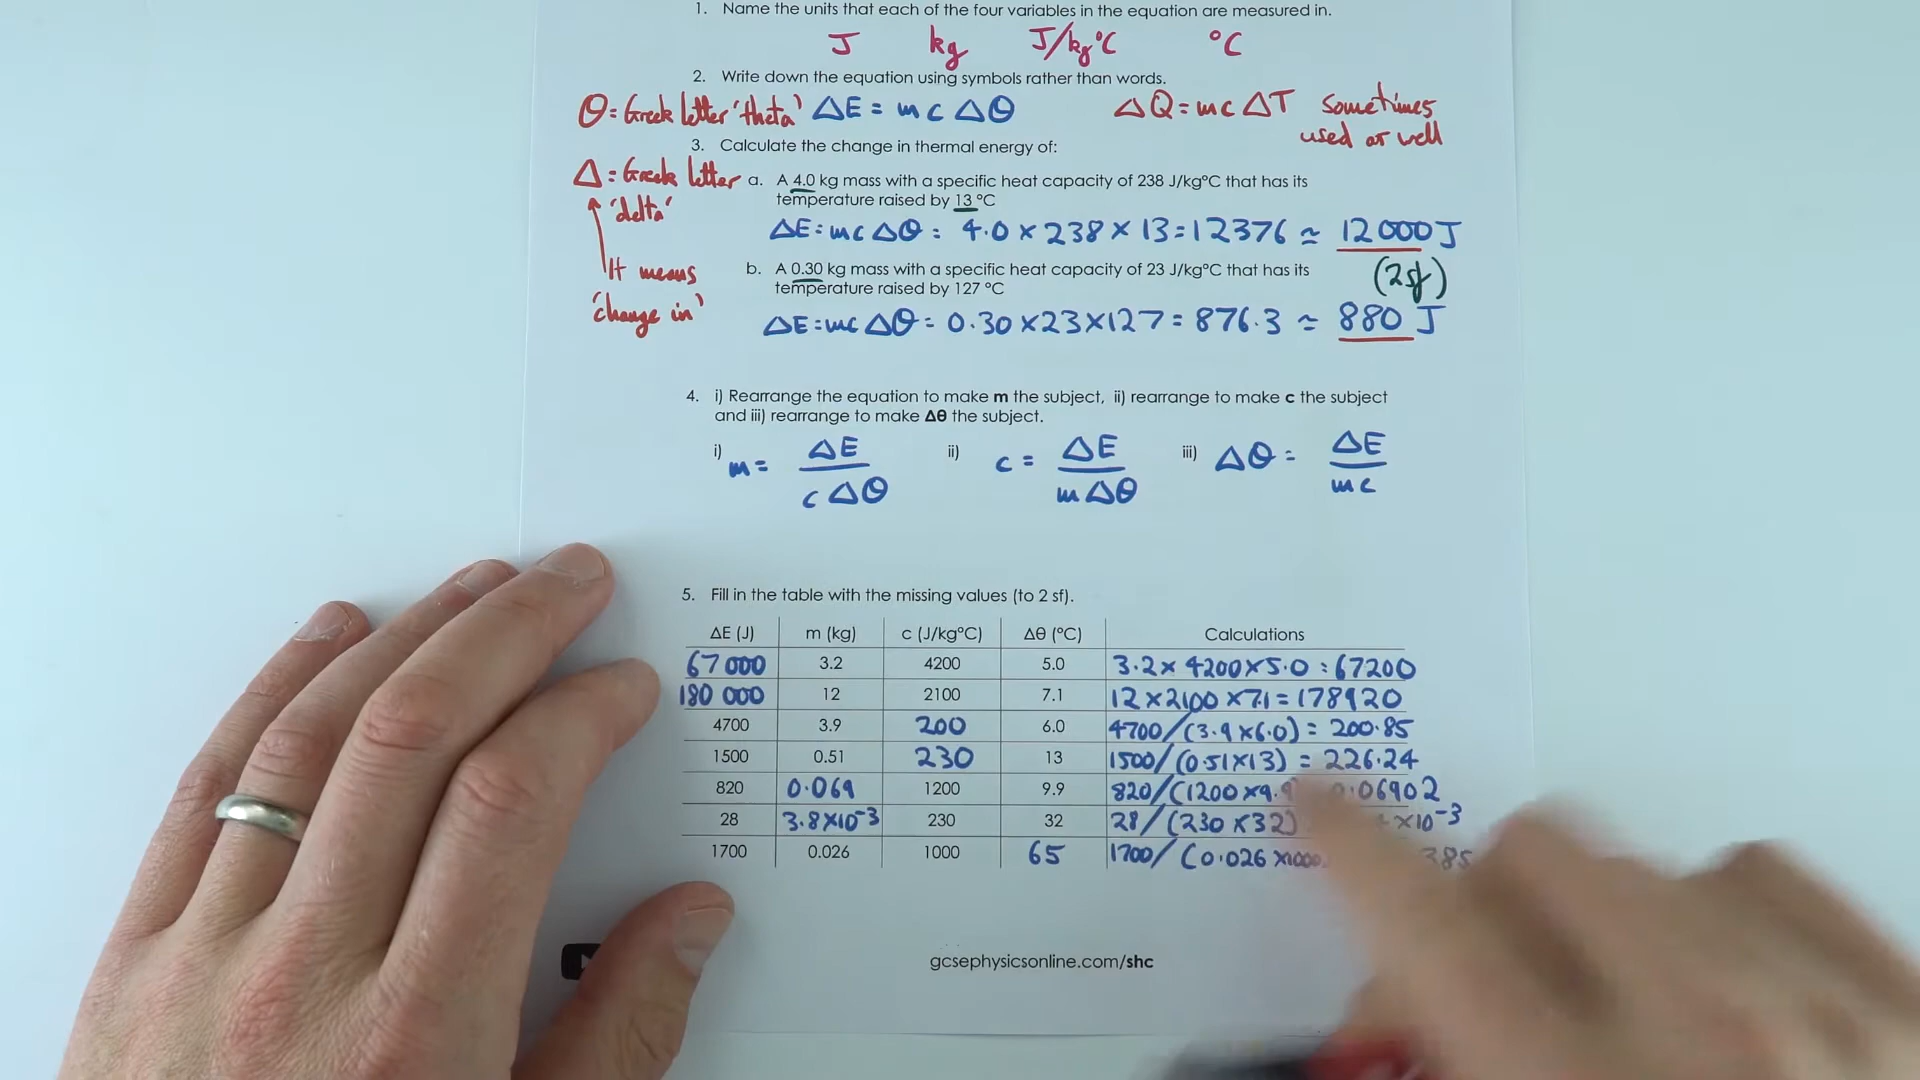 1. Name the units that each of the four variables in the equation are measured in.
J kg J/kg°C °C
2. Write down the equation using symbols rather than words.
θ = Greek letter 'theta' ΔE = mcΔθ ΔQ = mcΔT Sometimes
used as well
3. Calculate the change in thermal energy of:
Δ = Greek letter
'delta'
It means
'change in'
a. A 4.0 kg mass with a specific heat capacity of 238 J/kg°C that has its
temperature raised by 13 °C
ΔE = mcΔθ = 4.0 × 238 × 13 = 12376 ≈ 12000 J
(2sf)
b. A 0.30 kg mass with a specific heat capacity of 23 J/kg°C that has its
temperature raised by 127 °C
ΔE = mcΔθ = 0.30 × 23 × 127 = 876.3 ≈ 880 J
4. i) Rearrange the equation to make m the subject, ii) rearrange to make c the subject
and iii) rearrange to make Δθ the subject.
i) m = ΔE / cΔθ ii) c = ΔE / mΔθ iii) Δθ = ΔE / mc
5. Fill in the table with the missing values (to 2 sf).
ΔE (J) m (kg) c (J/kg°C) Δθ (°C) Calculations
67 000 3.2 4200 5.0 3.2 × 4200 × 5.0 = 67200
180 000 12 2100 7.1 12 × 2100 × 7.1 = 178920
4700 3.9 200 6.0 4700/(3.9 × 6.0) = 200.85
1500 0.51 230 13 1500/(0.51×13) = 226.24
820 0.069 1200 9.9 820/(1200 × 9.9 0.06902
28 3.8×10⁻³ 230 32 28/(230 × 32) ×10⁻³
1700 0.026 1000 65 1700/(0.026 ×1000 385
gcsephysicsonline.com/shc